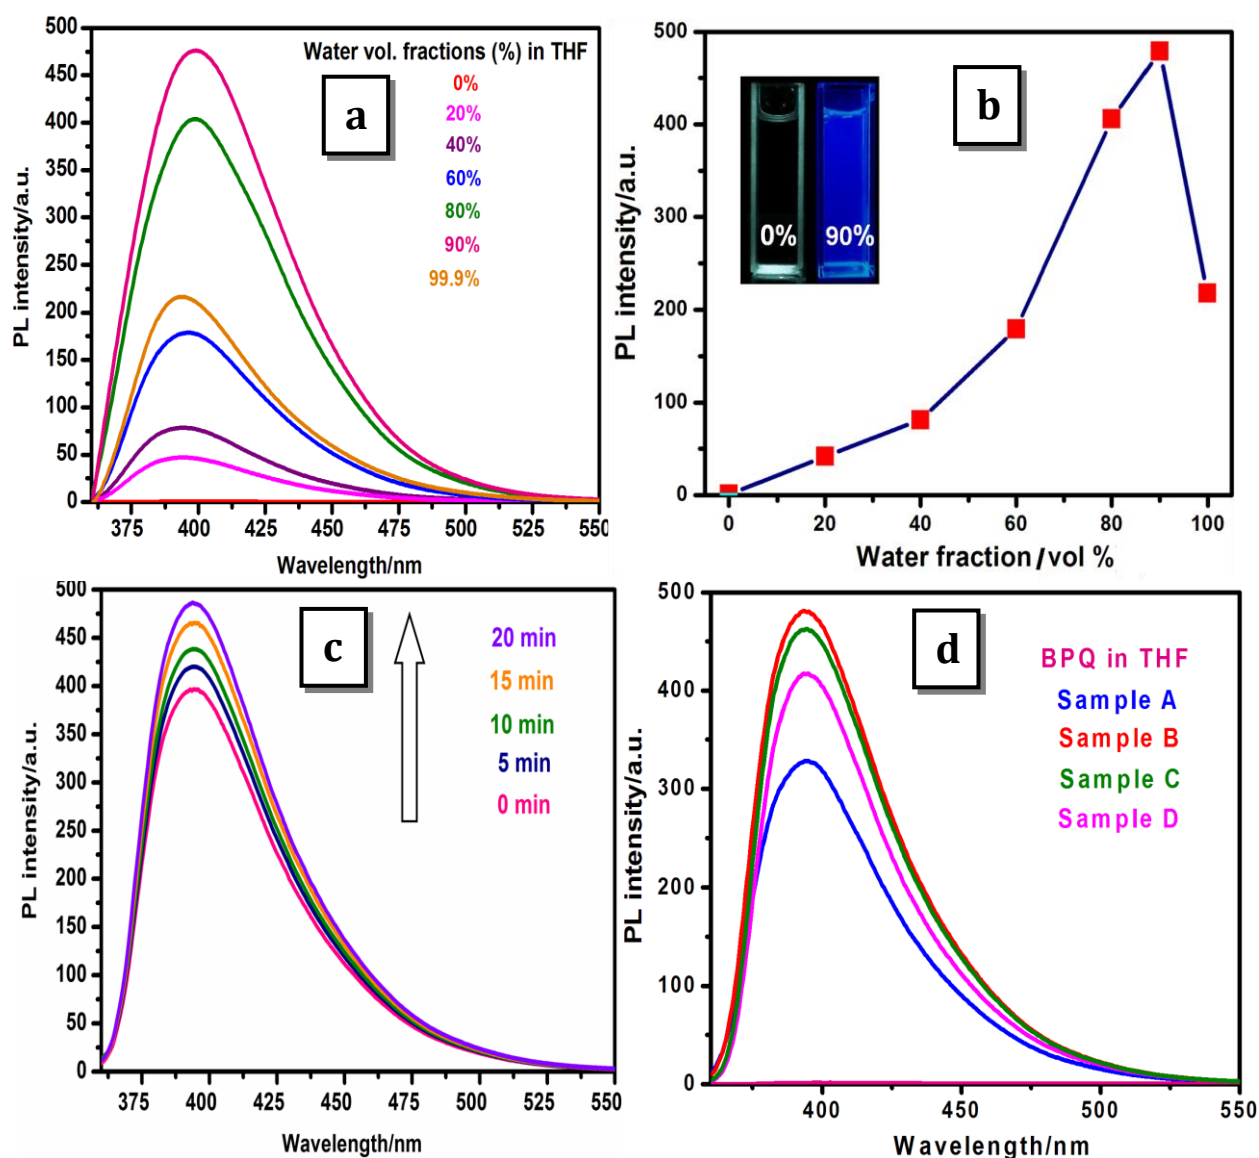 a
Water vol. fractions (%) in THF
0%
20%
40%
60%
80%
90%
99.9%
PL intensity/a.u.
500
450
400
350
300
250
200
150
100
50
0
375 400 425 450 475 500 525 550
Wavelength/nm
b
0% 90%
PL intensity/a.u.
500
400
300
200
100
0
0 20 40 60 80 100
Water fraction/vol %
c
20 min
15 min
10 min
5 min
0 min
PL intensity/a.u.
500
450
400
350
300
250
200
150
100
50
0
375 400 425 450 475 500 525 550
Wavelength/nm
d
BPQ in THF
Sample A
Sample B
Sample C
Sample D
PL intensity/a.u.
500
400
300
200
100
0
400 450 500 550
Wavelength/nm